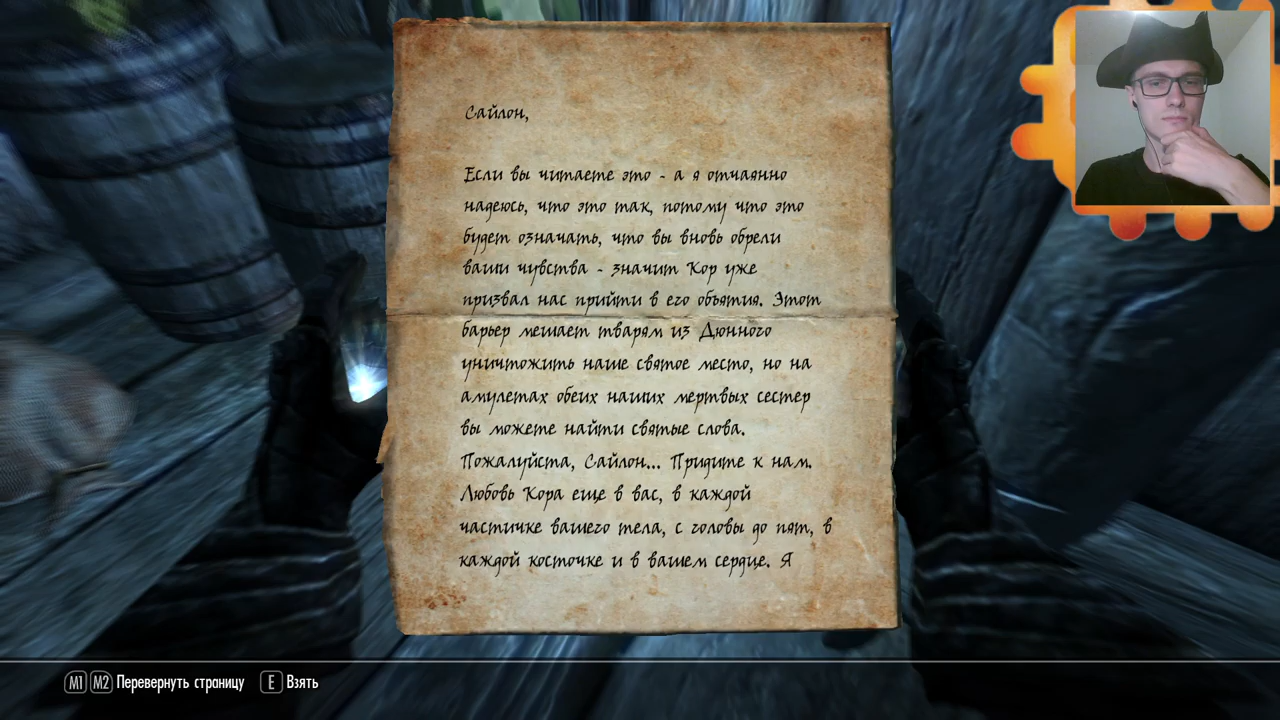 Сайлон,
Если вы читаете это - а я отчаянно
надеюсь, что это так, потому что это
будет означать, что вы вновь обрели
ваши чувства - значит Кор уже
призвал нас прийти в его объятия. Этот
барьер мешает тварям из Дюнного
уничтожить наше святое место, но на
амулетах обеих наших мертвых сестер
вы можете найти святые слова.
Пожалуйста, Сайлон... Придите к нам.
Любовь Кора еще в вас, в каждой
частичке вашего тела, с головы до пят, в
каждой косточке и в вашем сердце. Я
M1 M2 Перевернуть страницу E Взять